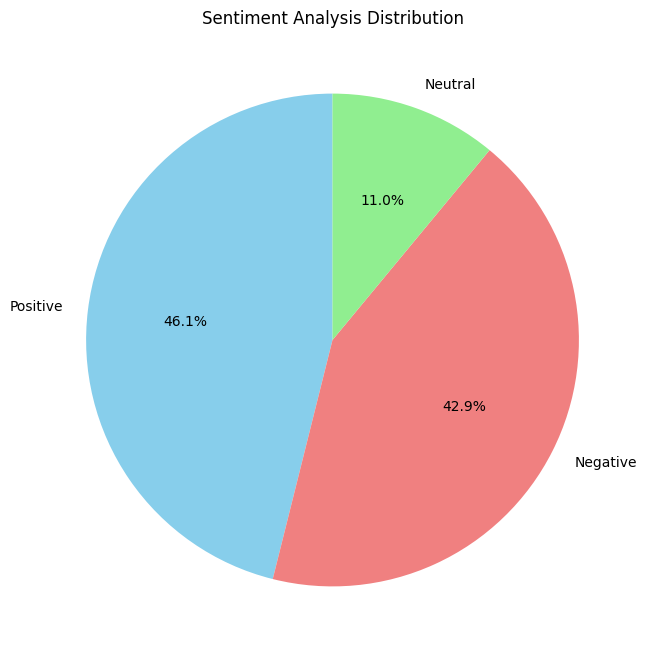 Sentiment Analysis Distribution
Neutral
11.0%
Positive
46.1%
42.9%
Negative